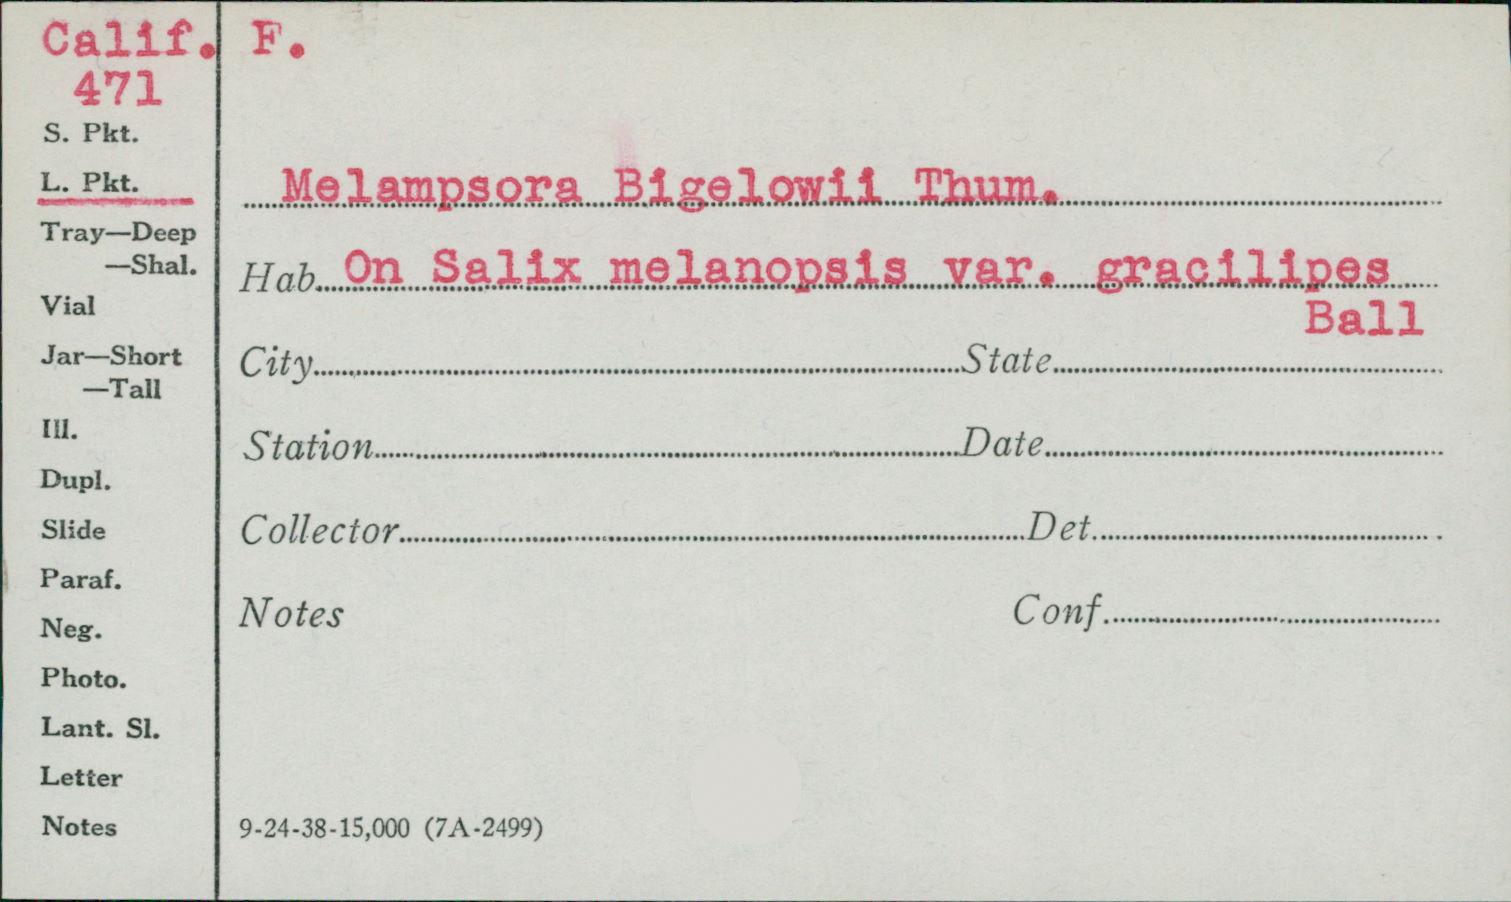 Calif. F.
471
S. Pkt.
L. Pkt.
Melampsora Bigelowii Thum.
Tray—Deep
—Shal.
Hab. On Salix melanopsis var. gracilipes
Ball
Vial
Jar—Short
—Tall
City State
Ill.
Station Date
Dupl.
Slide
Collector Det.
Paraf.
Neg.
Notes Conf.
Photo.
Lant. Sl.
Letter
Notes
9-24-38-15,000 (7A-2499)